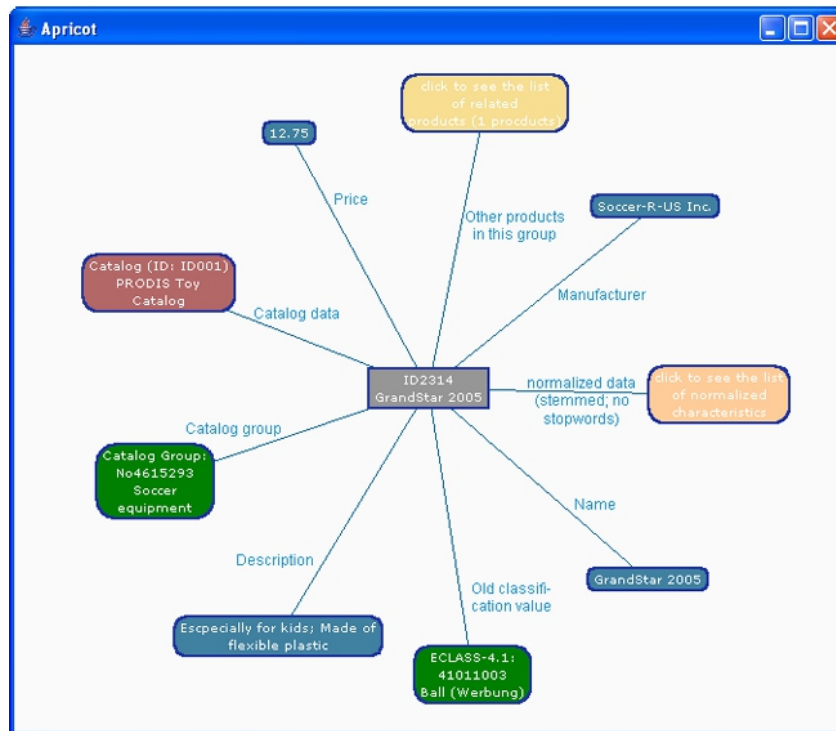 Apricot
click to see the list
of related
products (1 procducts)
12.75
Price
Other products
in this group
Soccer-R-US Inc.
Manufacturer
Catalog (ID: ID001)
PRODIS Toy
Catalog
Catalog data
ID2314
GrandStar 2005
normalized data
(stemmed; no
stopwords)
click to see the list
of normalized
characteristics
Catalog group
Catalog Group:
No4615293
Soccer
equipment
Name
GrandStar 2005
Description
Escpecially for kids; Made of
flexible plastic
Old classifi-
cation value
ECLASS-4.1:
41011003
Ball (Werbung)